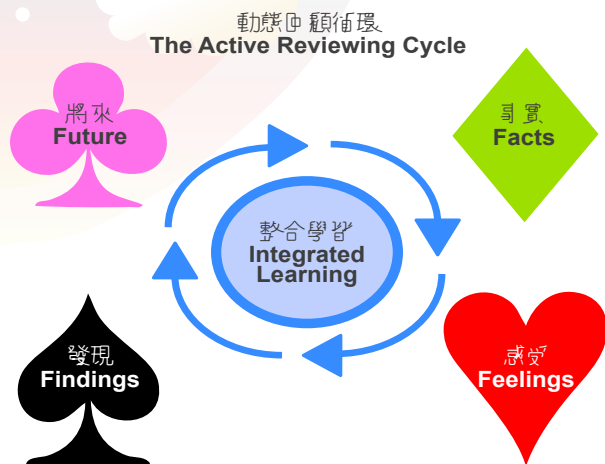 動態回顧循環
The Active Reviewing Cycle
將來
Future
事實
Facts
整合學習
Integrated
Learning
發現
Findings
感受
Feelings